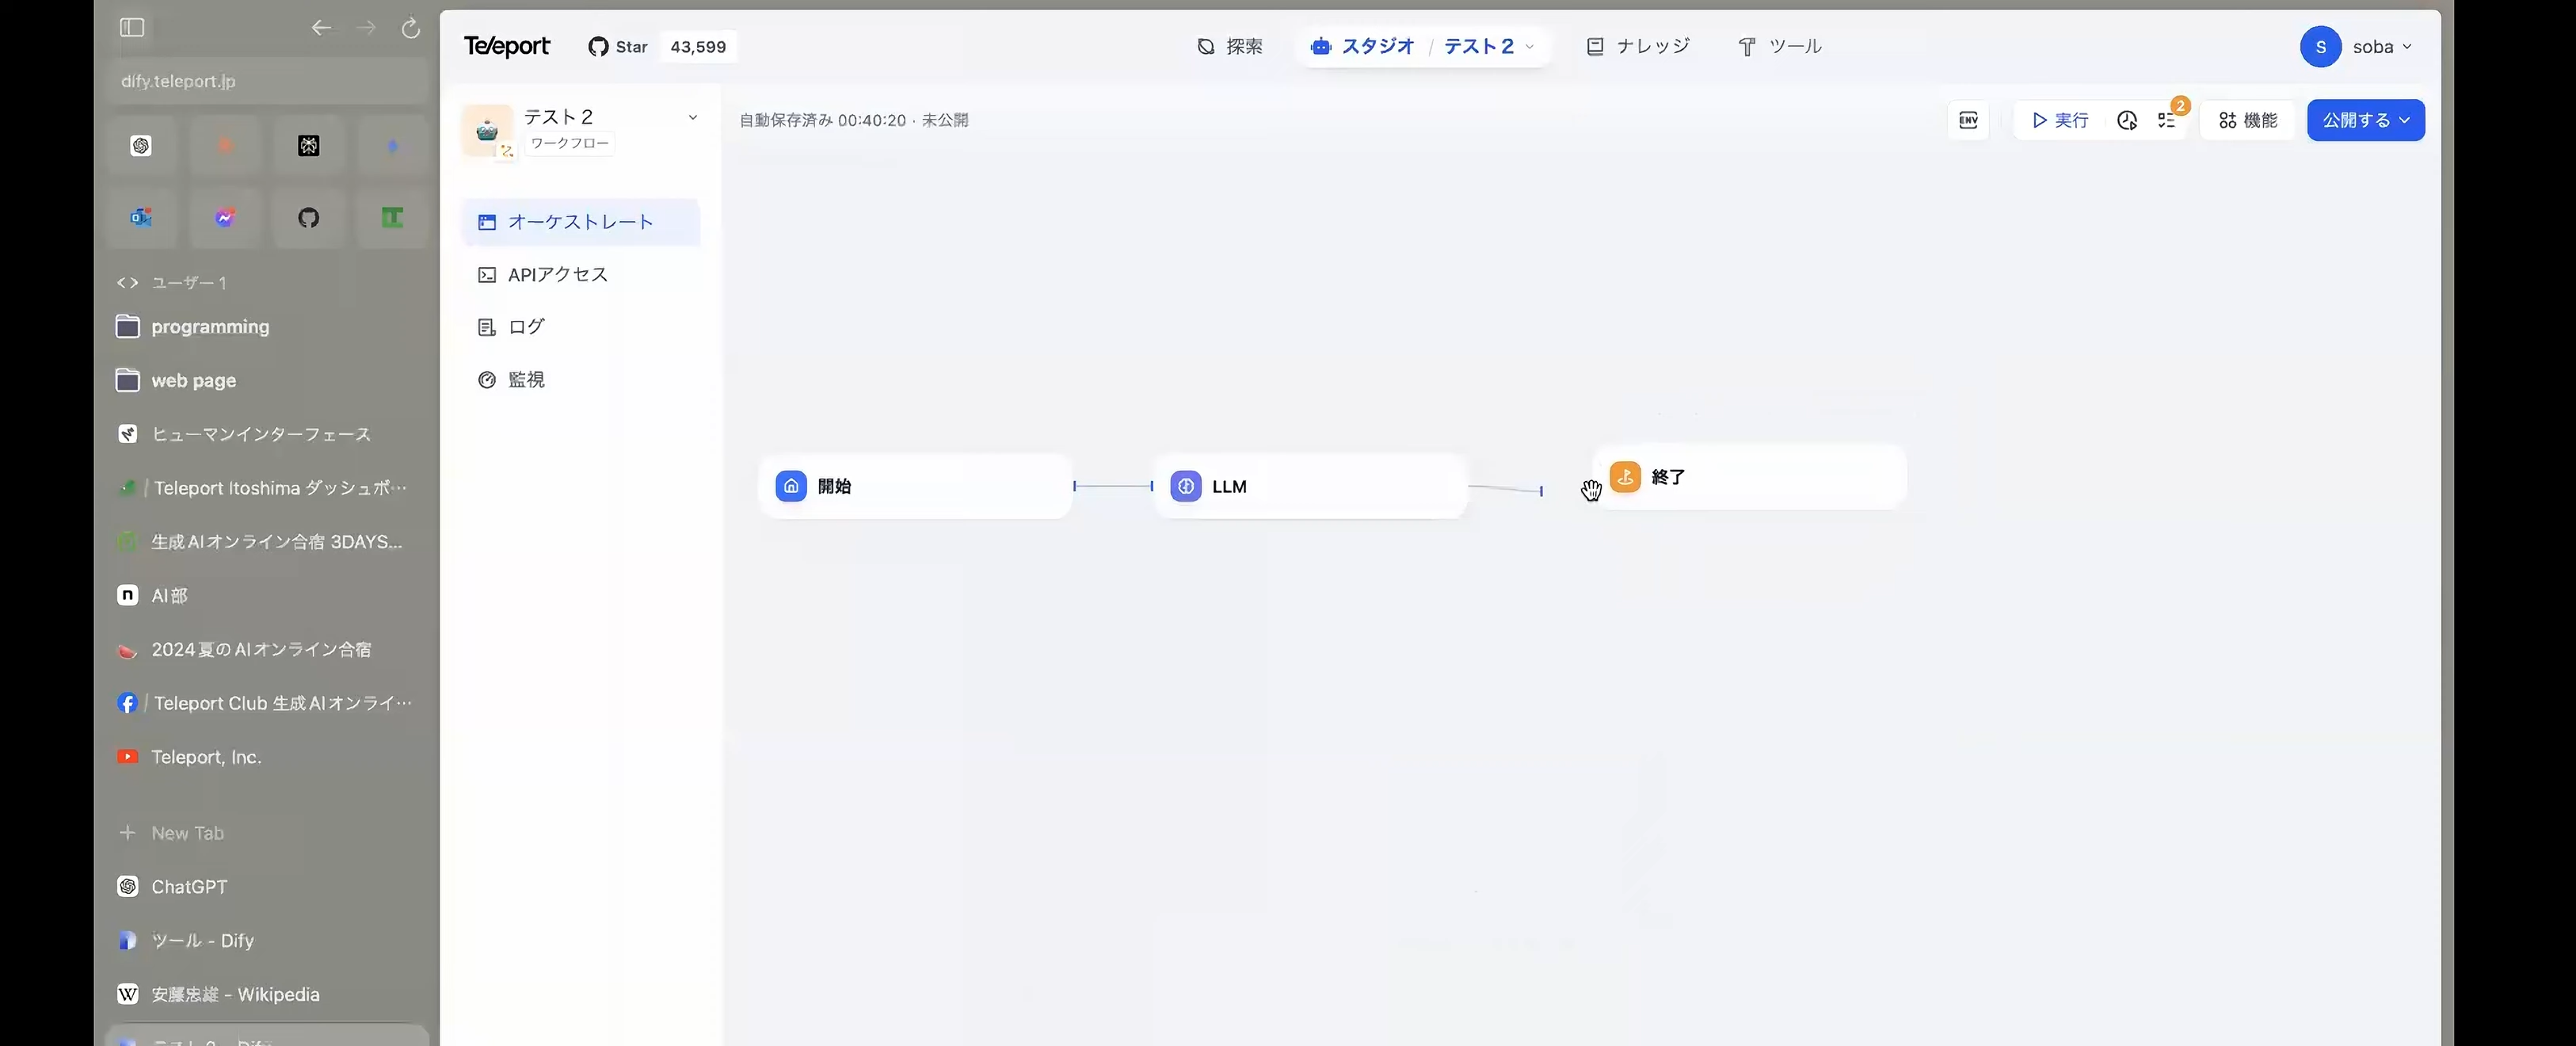 dify.teleport.jp
ユーザー 1
programming
web page
ヒューマンインターフェース
Teleport Itoshima ダッシュボ…
生成AIオンライン合宿 3DAYS...
AI部
2024夏のAIオンライン合宿
Teleport Club 生成AIオンライ…
Teleport, Inc.
New Tab
ChatGPT
ツール - Dify
安藤忠雄 - Wikipedia
Teleport
Star 43,599
探索
スタジオ / テスト2
ナレッジ
ツール
S soba
テスト2
ワークフロー
オーケストレート
APIアクセス
ログ
監視
自動保存済み 00:40:20 · 未公開
ENV
実行
2
機能
公開する
開始
LLM
終了